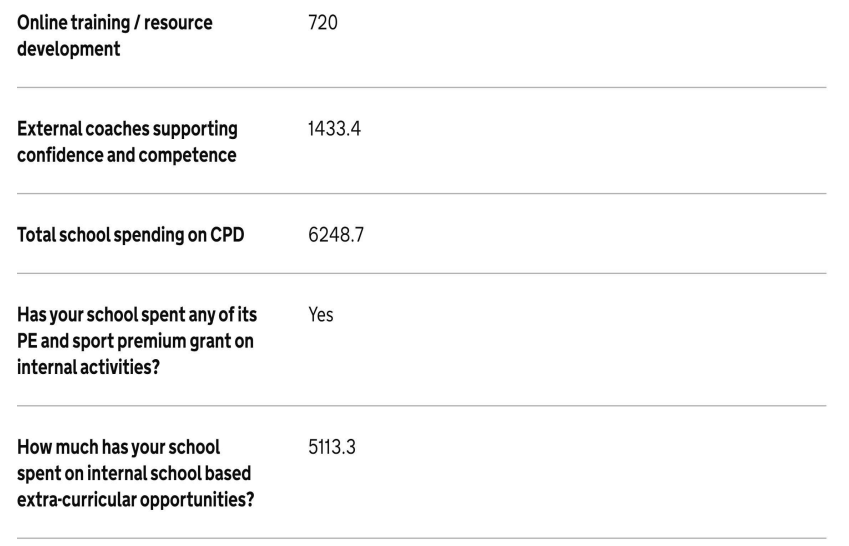 Online training / resource 720
development
External coaches supporting 1433.4
confidence and competence
Total school spending on CPD 6248.7
Has your school spent any of its Yes
PE and sport premium grant on
internal activities?
How much has your school 5113.3
spent on internal school based
extra-curricular opportunities?